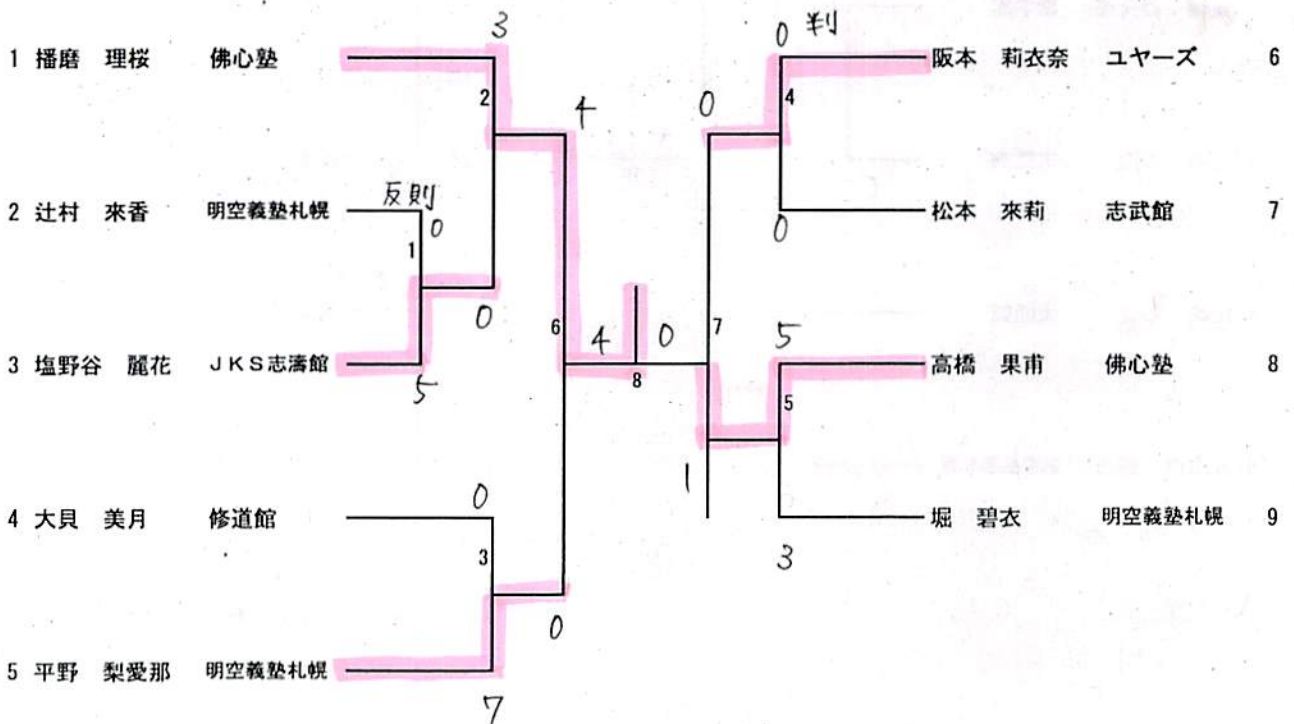 3
0 判
1 播磨 理桜 佛心塾
阪本 莉衣奈 ユヤーズ 6
2
4
4
0
反則
2 辻村 來香 明空義塾札幌
0
松本 來莉 志武館 7
0
1
0
6
4
0
7
5
3 塩野谷 麗花 JKS志濤館
高橋 果甫 佛心塾 8
5
8
5
1
0
4 大貝 美月 修道館
堀 碧衣 明空義塾札幌 9
3
3
0
5 平野 梨愛那 明空義塾札幌
7